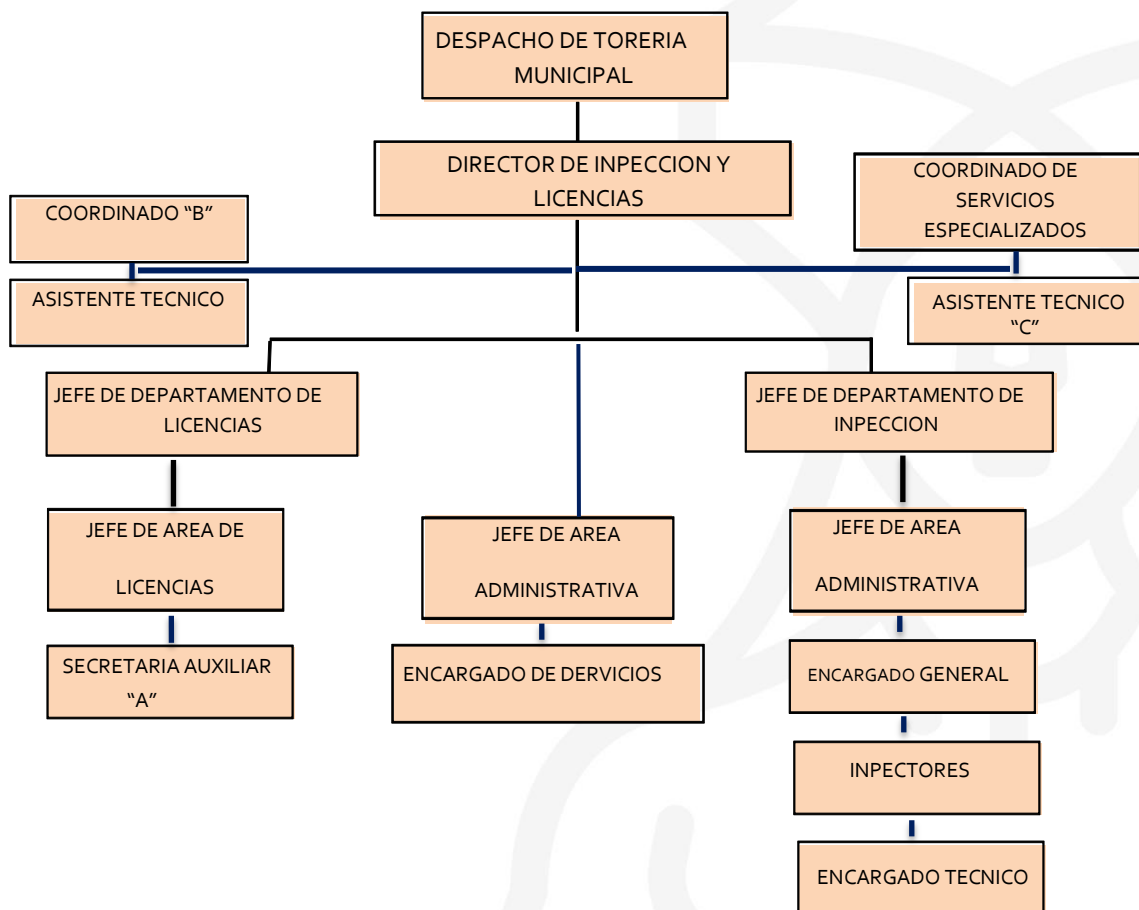 DESPACHO DE TORERIA
MUNICIPAL
DIRECTOR DE INPECCION Y
LICENCIAS
COORDINADO “B”
COORDINADO DE
SERVICIOS
ESPECIALIZADOS
ASISTENTE TECNICO
ASISTENTE TECNICO
“C”
JEFE DE DEPARTAMENTO DE
LICENCIAS
JEFE DE DEPARTAMENTO DE
INPECCION
JEFE DE AREA DE
LICENCIAS
JEFE DE AREA
ADMINISTRATIVA
JEFE DE AREA
ADMINISTRATIVA
SECRETARIA AUXILIAR
“A”
ENCARGADO DE DERVICIOS
ENCARGADO GENERAL
INPECTORES
ENCARGADO TECNICO